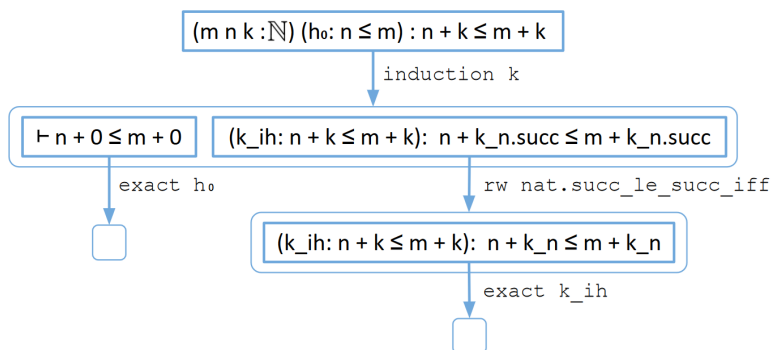 (m n k :ℕ) (h₀: n ≤ m) : n + k ≤ m + k
induction k
⊢ n + 0 ≤ m + 0
(k_ih: n + k ≤ m + k): n + k_n.succ ≤ m + k_n.succ
exact h₀
rw nat.succ_le_succ_iff
(k_ih: n + k ≤ m + k): n + k_n ≤ m + k_n
exact k_ih